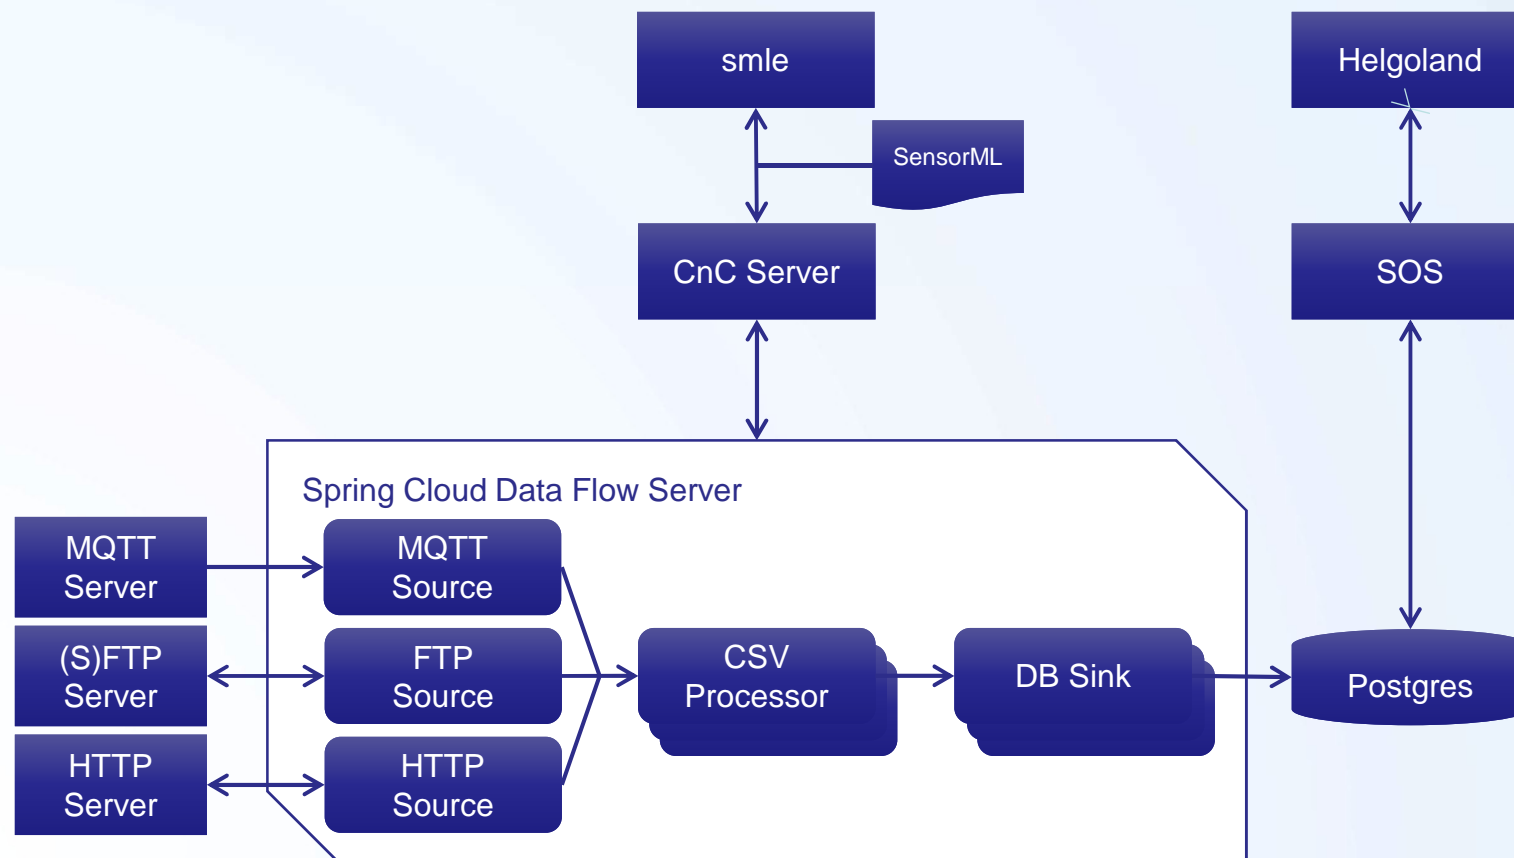 smle
Helgoland
SensorML
CnC Server
SOS
Spring Cloud Data Flow Server
MQTT
Server
MQTT
Source
(S)FTP
Server
FTP
Source
CSV
Processor
DB Sink
Postgres
HTTP
Server
HTTP
Source